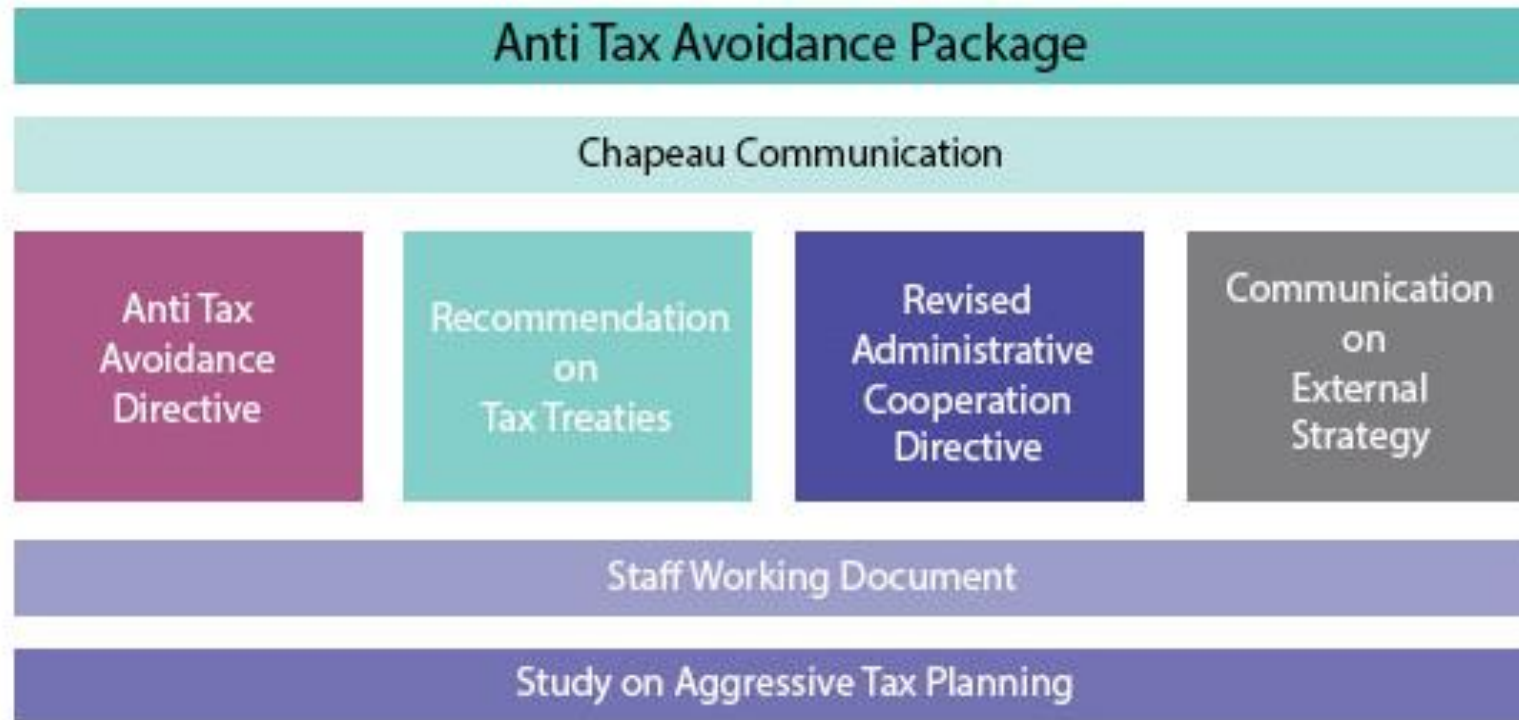 Anti Tax Avoidance Package
Chapeau Communication
Anti Tax
Avoidance
Directive
Recommendation
on
Tax Treaties
Revised
Administrative
Cooperation
Directive
Communication
on
External
Strategy
Staff Working Document
Study on Aggressive Tax Planning